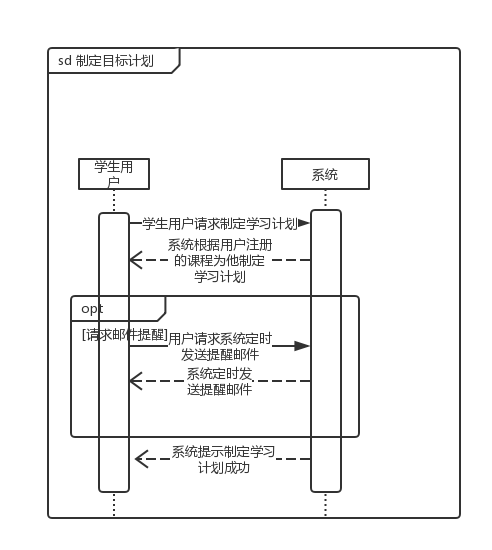 sd 制定目标计划
学生用
户
系统
学生用户请求制定学习计划
系统根据用户注册
的课程为他制定
学习计划
opt
[请求邮件提醒]
用户请求系统定时
发送提醒邮件
系统定时发
送提醒邮件
系统提示制定学习
计划成功